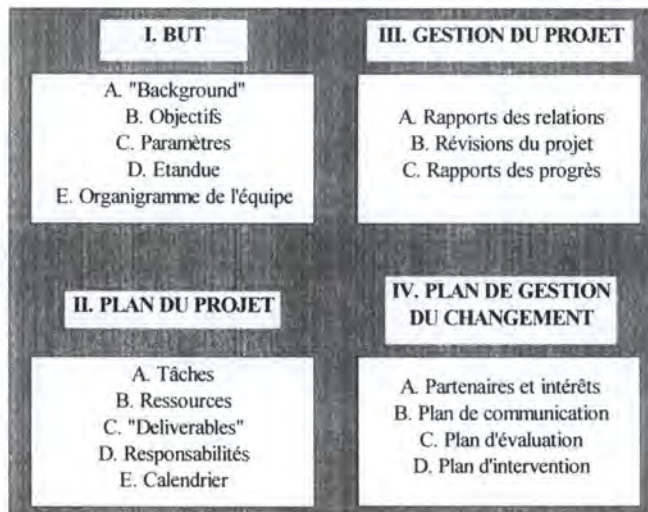 I. BUT
A. "Background"
B. Objectifs
C. Paramètres
D. Etandue
E. Organigramme de l'équipe
II. PLAN DU PROJET
A. Tâches
B. Ressources
C. "Deliverables"
D. Responsabilités
E. Calendrier
III. GESTION DU PROJET
A. Rapports des relations
B. Révisions du projet
C. Rapports des progrès
IV. PLAN DE GESTION
DU CHANGEMENT
A. Partenaires et intérêts
B. Plan de communication
C. Plan d'évaluation
D. Plan d'intervention